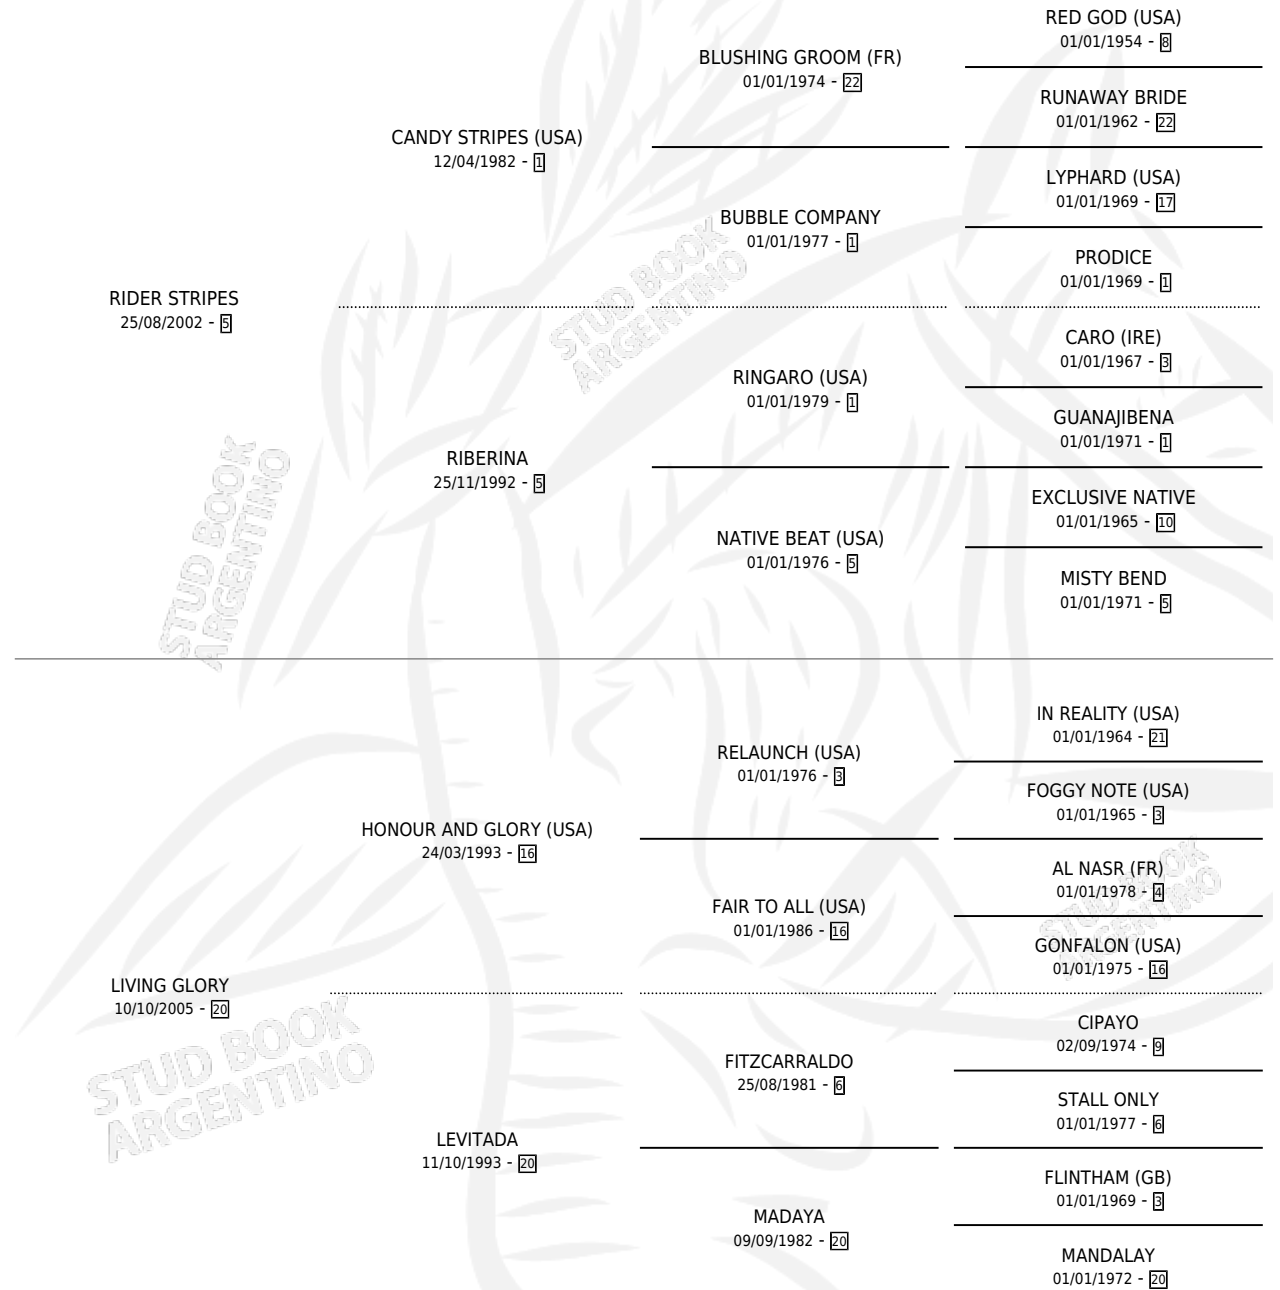 RED GOD (USA)
01/01/1954 - 8
BLUSHING GROOM (FR)
01/01/1974 - 22
RUNAWAY BRIDE
01/01/1962 - 22
CANDY STRIPES (USA)
12/04/1982 - 1
LYPHARD (USA)
01/01/1969 - 17
BUBBLE COMPANY
01/01/1977 - 1
PRODICE
01/01/1969 - 1
RIDER STRIPES
25/08/2002 - 5
CARO (IRE)
01/01/1967 - 3
RINGARO (USA)
01/01/1979 - 1
GUANAJIBENA
01/01/1971 - 1
RIBERINA
25/11/1992 - 5
EXCLUSIVE NATIVE
01/01/1965 - 10
NATIVE BEAT (USA)
01/01/1976 - 5
MISTY BEND
01/01/1971 - 5
STUD BOOK
ARGENTINO
STUD BOOK
ARGENTINO
IN REALITY (USA)
01/01/1964 - 21
RELAUNCH (USA)
01/01/1976 - 3
FOGGY NOTE (USA)
01/01/1965 - 3
HONOUR AND GLORY (USA)
24/03/1993 - 16
AL NASR (FR)
01/01/1978 - 4
FAIR TO ALL (USA)
01/01/1986 - 16
GONFALON (USA)
01/01/1975 - 16
LIVING GLORY
10/10/2005 - 20
CIPAYO
02/09/1974 - 9
FITZCARRALDO
25/08/1981 - 6
STALL ONLY
01/01/1977 - 6
LEVITADA
11/10/1993 - 20
FLINTHAM (GB)
01/01/1969 - 3
MADAYA
09/09/1982 - 20
MANDALAY
01/01/1972 - 20
STUD BOOK
ARGENTINO
STUD BOOK
ARGENTINO